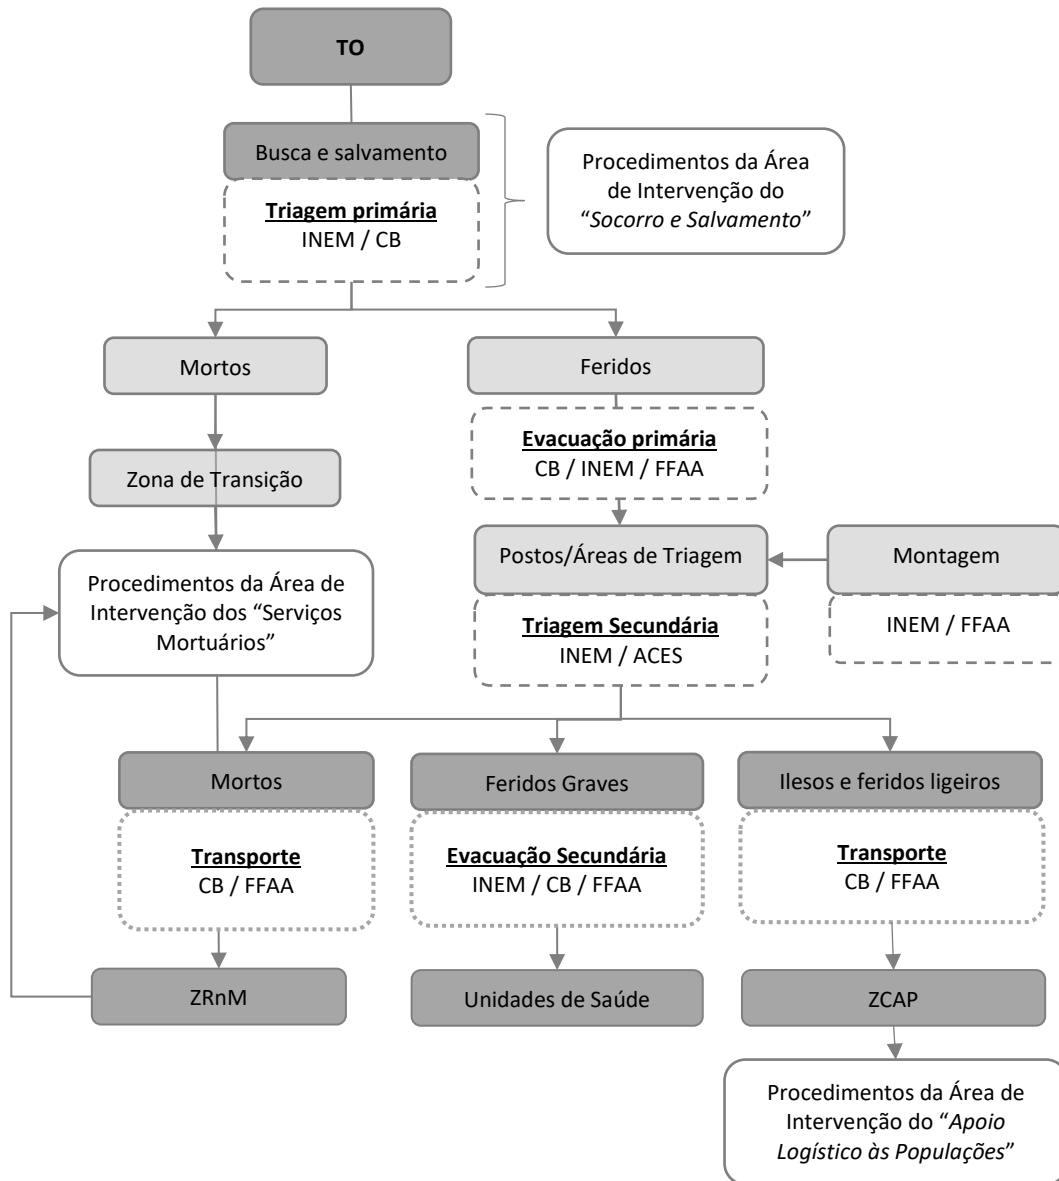 TO
Busca e salvamento
Triagem primária
INEM / CB
Procedimentos da Área
de Intervenção do
“Socorro e Salvamento”
Mortos
Feridos
Evacuação primária
CB / INEM / FFAA
Zona de Transição
Postos/Áreas de Triagem
Montagem
Procedimentos da Área de
Intervenção dos “Serviços
Mortuários”
Triagem Secundária
INEM / ACES
INEM / FFAA
Mortos
Feridos Graves
Ilesos e feridos ligeiros
Transporte
CB / FFAA
Evacuação Secundária
INEM / CB / FFAA
Transporte
CB / FFAA
ZRnM
Unidades de Saúde
ZCAP
Procedimentos da Área de
Intervenção do “Apoio
Logístico às Populações”